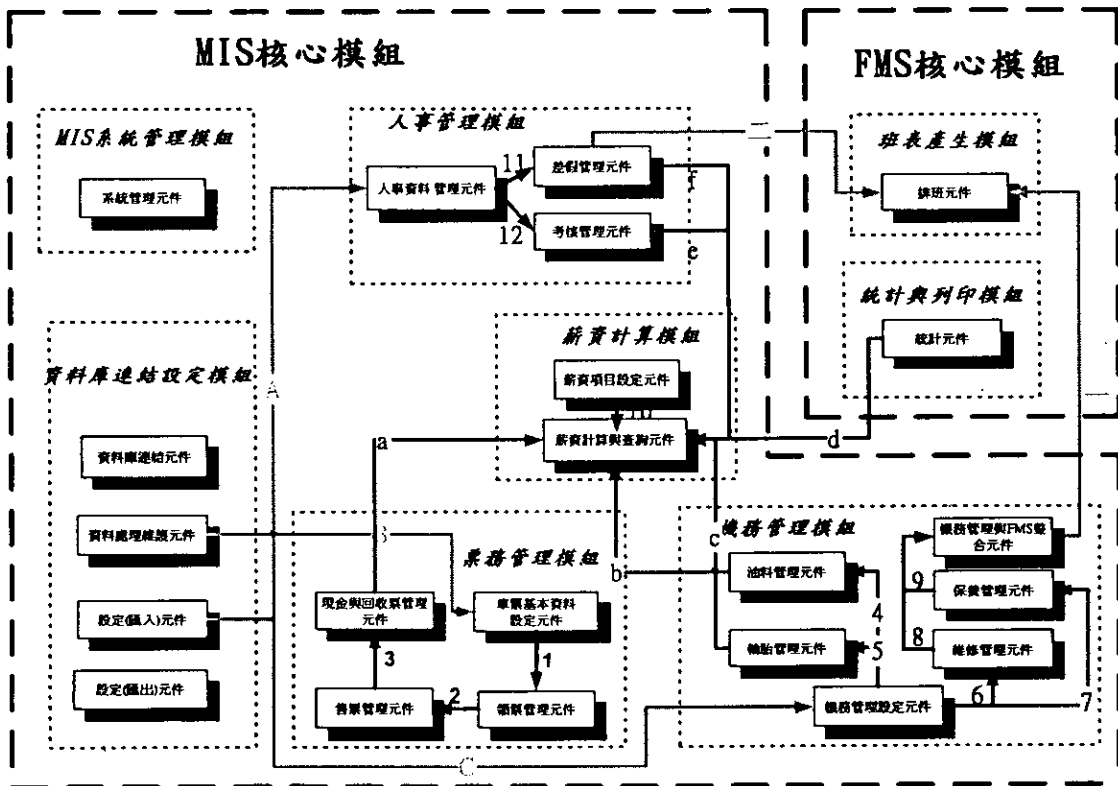 MIS核心模組
FMS核心模組
MIS系統管理模組
系統管理元件
人事管理模組
人事資料 管理元件
11
12
差假管理元件
考核管理元件
f
e
二
班表產生模組
排班元件
統計與列印模組
統計元件
一
d
資料庫連結設定模組
資料庫連結元件
資料處理維護元件
設定(匯入)元件
設定(匯出)元件
A
B
C
薪資計算模組
薪資項目設定元件
10
薪資計算與查詢元件
a
b
c
票務管理模組
現金與回收票管理
元件
車票基本資料
設定元件
3
1
售票管理元件
2
領票管理元件
機務管理模組
油料管理元件
輪胎管理元件
4
5
機務管理與FMS整
合元件
9
保養管理元件
8
維修管理元件
6
7
機務管理設定元件